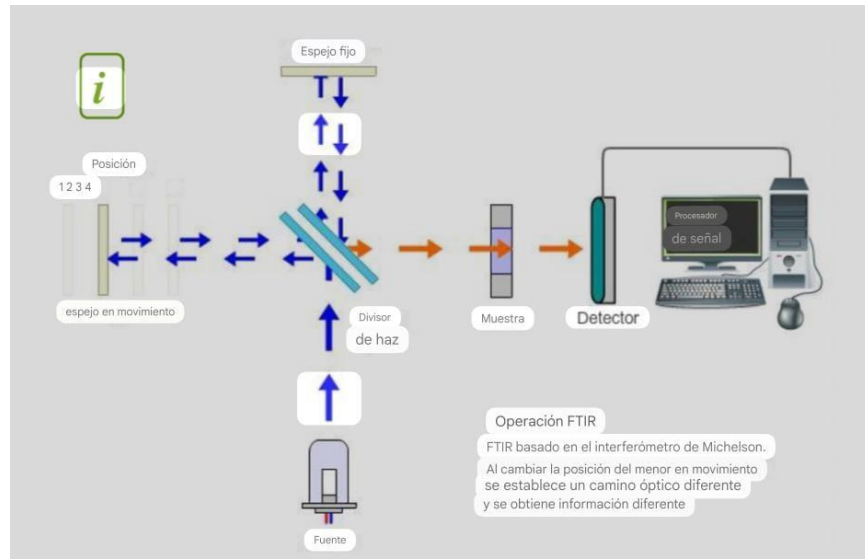 Espejo fijo
i
Posición
1 2 3 4
espejo en movimiento
Divisor
de haz
Muestra
Detector
Procesador
de señal
Fuente
Operación FTIR
FTIR basado en el interferómetro de Michelson.
Al cambiar la posición del menor en movimiento
se establece un camino óptico diferente
y se obtiene información diferente